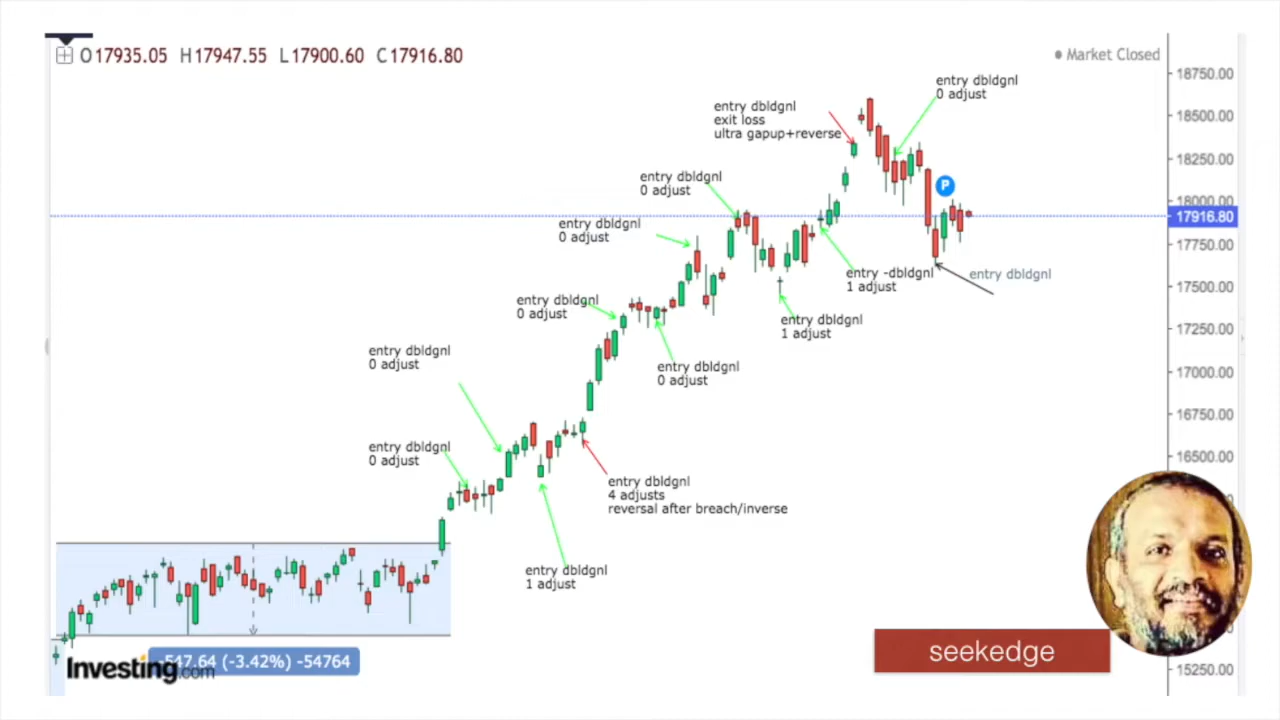 O17935.05 H17947.55 L17900.60 C17916.80
Market Closed
18750.00
entry dbldgnl
0 adjust
entry dbldgnl
exit loss
ultra gapup+reverse
18500.00
18250.00
entry dbldgnl
0 adjust
P
18000.00
17916.80
entry dbldgnl
0 adjust
17750.00
entry -dbldgnl
1 adjust
entry dbldgnl
17500.00
entry dbldgnl
0 adjust
entry dbldgnl
1 adjust
17250.00
entry dbldgnl
0 adjust
entry dbldgnl
0 adjust
17000.00
16750.00
entry dbldgnl
0 adjust
16500.00
entry dbldgnl
4 adjusts
reversal after breach/inverse
entry dbldgnl
1 adjust
seekedge
Investing.com
547.64 (-3.42%) -54764
15250.00